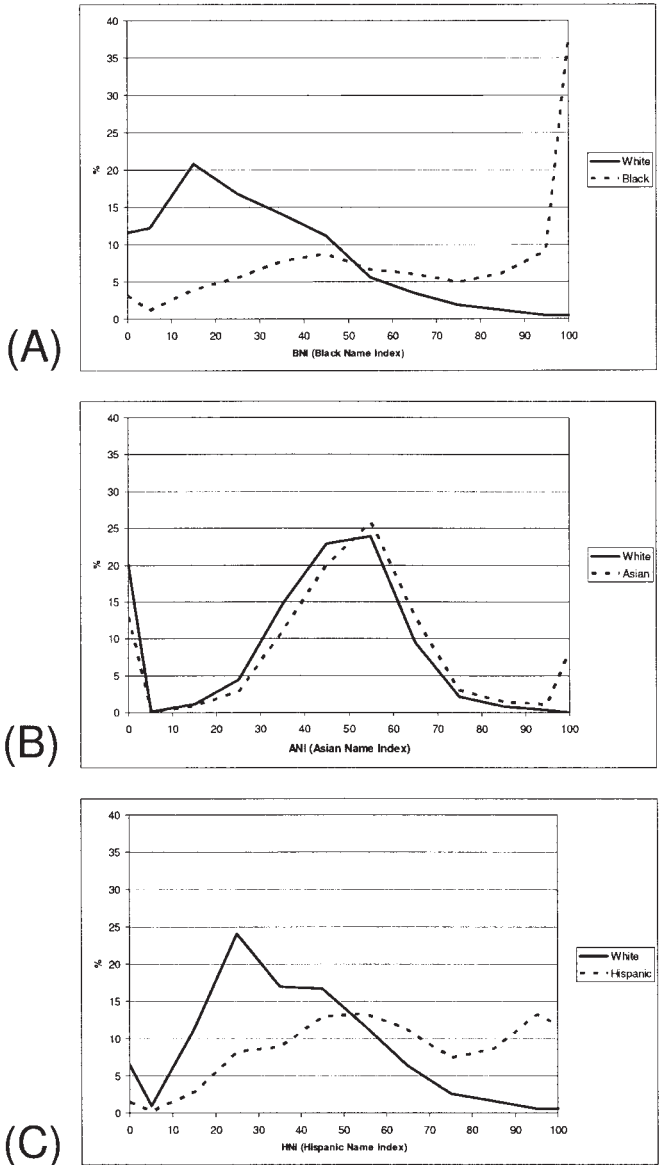 40
35
30
25
20
15
10
5
0
%
0 10 20 30 40 50 60 70 80 90 100
BNI (Black Name Index)
White
Black
(A)
40
35
30
25
20
15
10
5
0
%
0 10 20 30 40 50 60 70 80 90 100
ANI (Asian Name Index)
White
Asian
(B)
40
35
30
25
20
15
10
5
0
%
0 10 20 30 40 50 60 70 80 90 100
HNI (Hispanic Name Index)
White
Hispanic
(C)